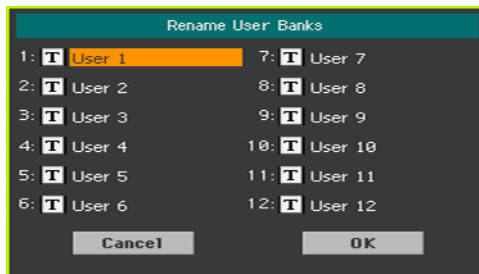 Rename User Banks
1: T User 1
2: T User 2
3: T User 3
4: T User 4
5: T User 5
6: T User 6
7: T User 7
8: T User 8
9: T User 9
10: T User 10
11: T User 11
12: T User 12
Cancel
OK